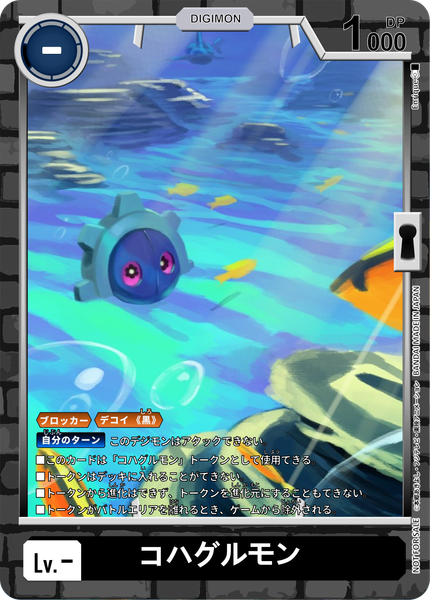 DIGIMON
-
DP
1000
ブロッカー デコイ《黒》
自分のターン このデジモンはアタックできない
■このカードは「コハグルモン」トークンとして使用できる
■トークンはデッキに入れることができない
■トークンから進化はできず、トークンを進化元にすることもできない
■トークンがバトルエリアを離れるとき、ゲームから除外される
Lv.-
コハグルモン
NOT FOR SALE
BANDAI MADE IN JAPAN